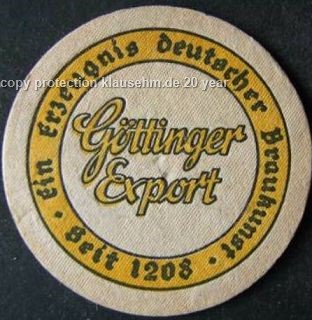 Ein Erzeugnis deutscher Braukunst
copy protection klausehm.de 20 year
Göttinger
Export
· Seit 1208 ·